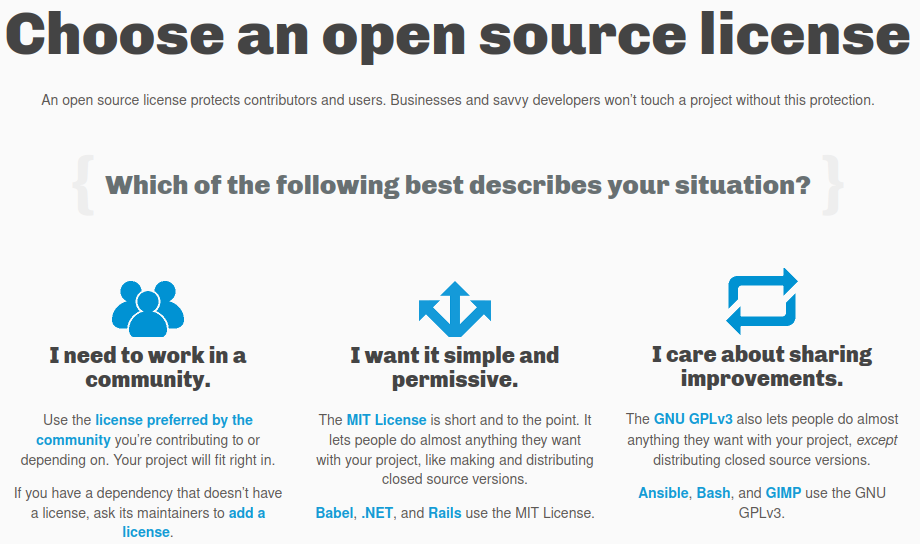 Choose an open source license
An open source license protects contributors and users. Businesses and savvy developers won't touch a project without this protection.
{ Which of the following best describes your situation? }
I need to work in a
community.
Use the license preferred by the
community you're contributing to or
depending on. Your project will fit right in.
If you have a dependency that doesn't have
a license, ask its maintainers to add a
license.
I want it simple and
permissive.
The MIT License is short and to the point. It
lets people do almost anything they want
with your project, like making and distributing
closed source versions.
Babel, .NET, and Rails use the MIT License.
I care about sharing
improvements.
The GNU GPLv3 also lets people do almost
anything they want with your project, except
distributing closed source versions.
Ansible, Bash, and GIMP use the GNU
GPLv3.